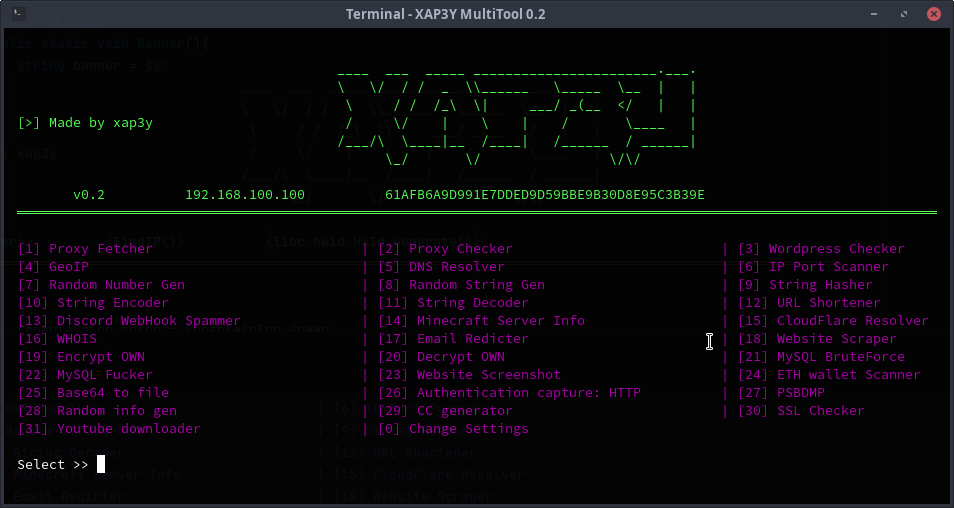 Terminal - XAP3Y MultiTool 0.2
[>] Made by xap3y
v0.2 192.168.100.100 61AFB6A9D991E7DDED9D59BBE9B30D8E95C3B39E
[1] Proxy Fetcher | [2] Proxy Checker | [3] Wordpress Checker
[4] GeoIP | [5] DNS Resolver | [6] IP Port Scanner
[7] Random Number Gen | [8] Random String Gen | [9] String Hasher
[10] String Encoder | [11] String Decoder | [12] URL Shortener
[13] Discord WebHook Spammer | [14] Minecraft Server Info | [15] CloudFlare Resolver
[16] WHOIS | [17] Email Redicter | [18] Website Scraper
[19] Encrypt OWN | [20] Decrypt OWN | [21] MySQL BruteForce
[22] MySQL Fucker | [23] Website Screenshot | [24] ETH wallet Scanner
[25] Base64 to file | [26] Authentication capture: HTTP | [27] PSBDMP
[28] Random info gen | [29] CC generator | [30] SSL Checker
[31] Youtube downloader | [0] Change Settings
Select >>